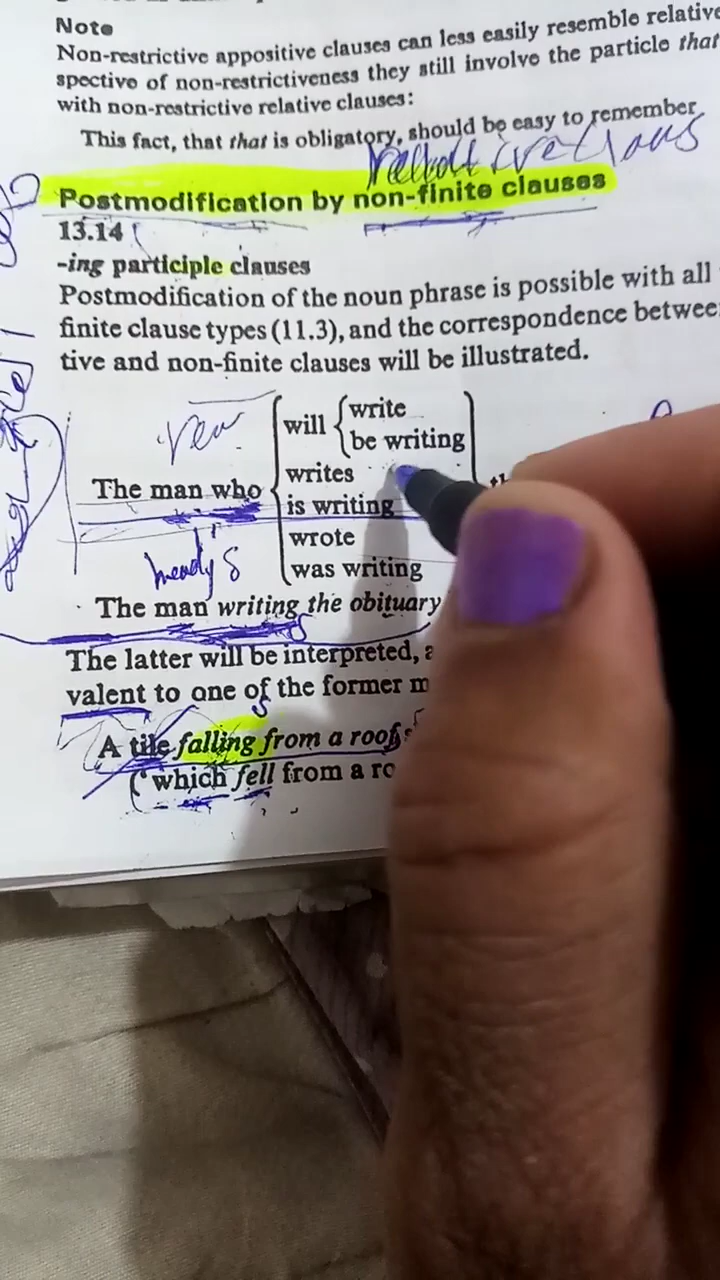 Note
Non-restrictive appositive clauses can less easily resemble relative
spective of non-restrictiveness they still involve the particle that
with non-restrictive relative clauses:
This fact, that that is obligatory, should be easy to remember
Postmodification by non-finite clauses
13.14
-ing participle clauses
Postmodification of the noun phrase is possible with all
finite clause types (11.3), and the correspondence betwee
tive and non-finite clauses will be illustrated.
write
will
be writing
writes
The man who
is writing
wrote
was writing
The man writing the obituary
The latter will be interpreted, a
valent to one of the former m
A tile falling from a roof
(which fell from a ro